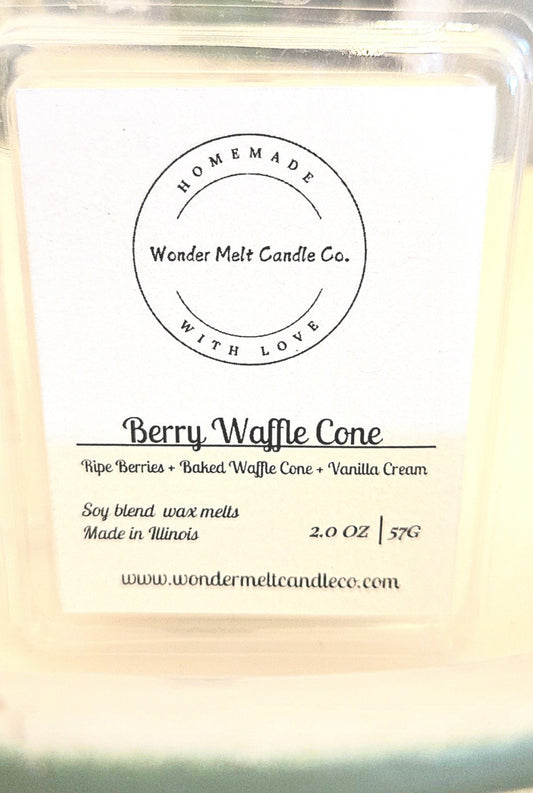 HOMEMADE
Wonder Melt Candle Co.
WITH LOVE
Berry Waffle Cone
Ripe Berries + Baked Waffle Cone + Vanilla Cream
Soy blend wax melts
Made in Illinois
2.0 OZ | 57G
www.wondermeltcandleco.com